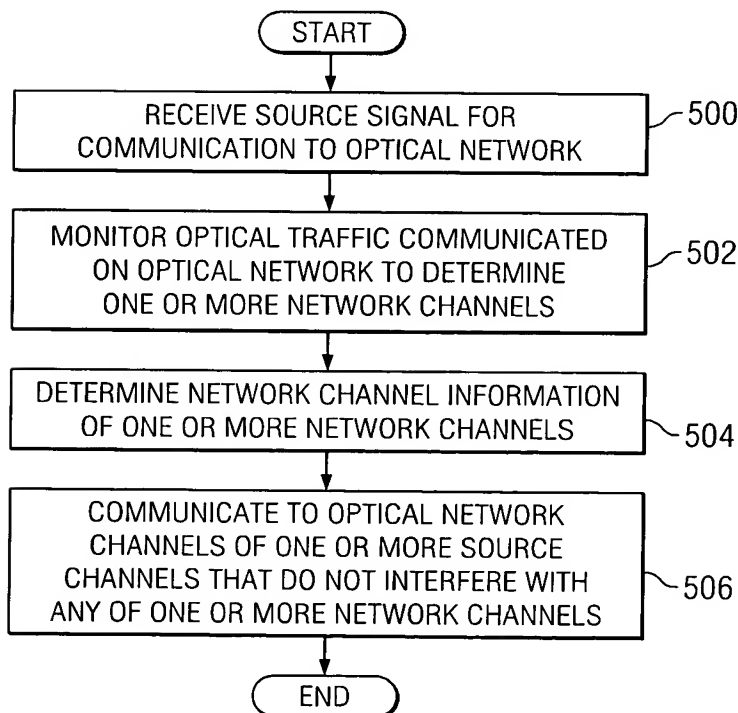 START
RECEIVE SOURCE SIGNAL FOR
COMMUNICATION TO OPTICAL NETWORK
500
MONITOR OPTICAL TRAFFIC COMMUNICATED
ON OPTICAL NETWORK TO DETERMINE
ONE OR MORE NETWORK CHANNELS
502
DETERMINE NETWORK CHANNEL INFORMATION
OF ONE OR MORE NETWORK CHANNELS
504
COMMUNICATE TO OPTICAL NETWORK
CHANNELS OF ONE OR MORE SOURCE
CHANNELS THAT DO NOT INTERFERE WITH
ANY OF ONE OR MORE NETWORK CHANNELS
506
END